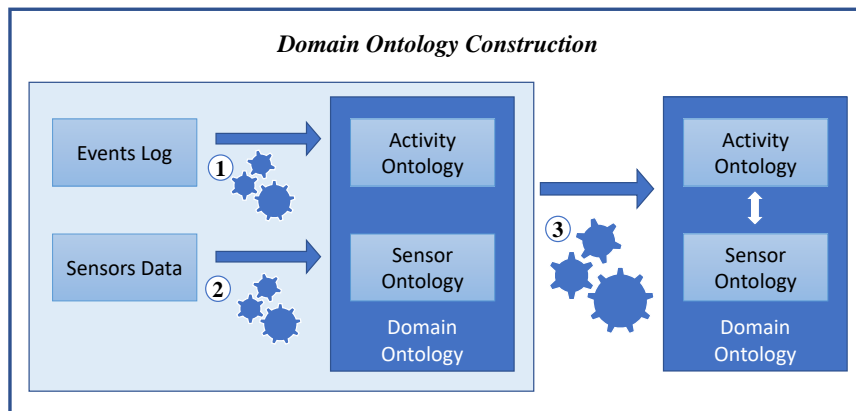 Domain Ontology Construction
Events Log
1
Activity
Ontology
Sensors Data
2
Sensor
Ontology
Domain
Ontology
3
Activity
Ontology
Sensor
Ontology
Domain
Ontology